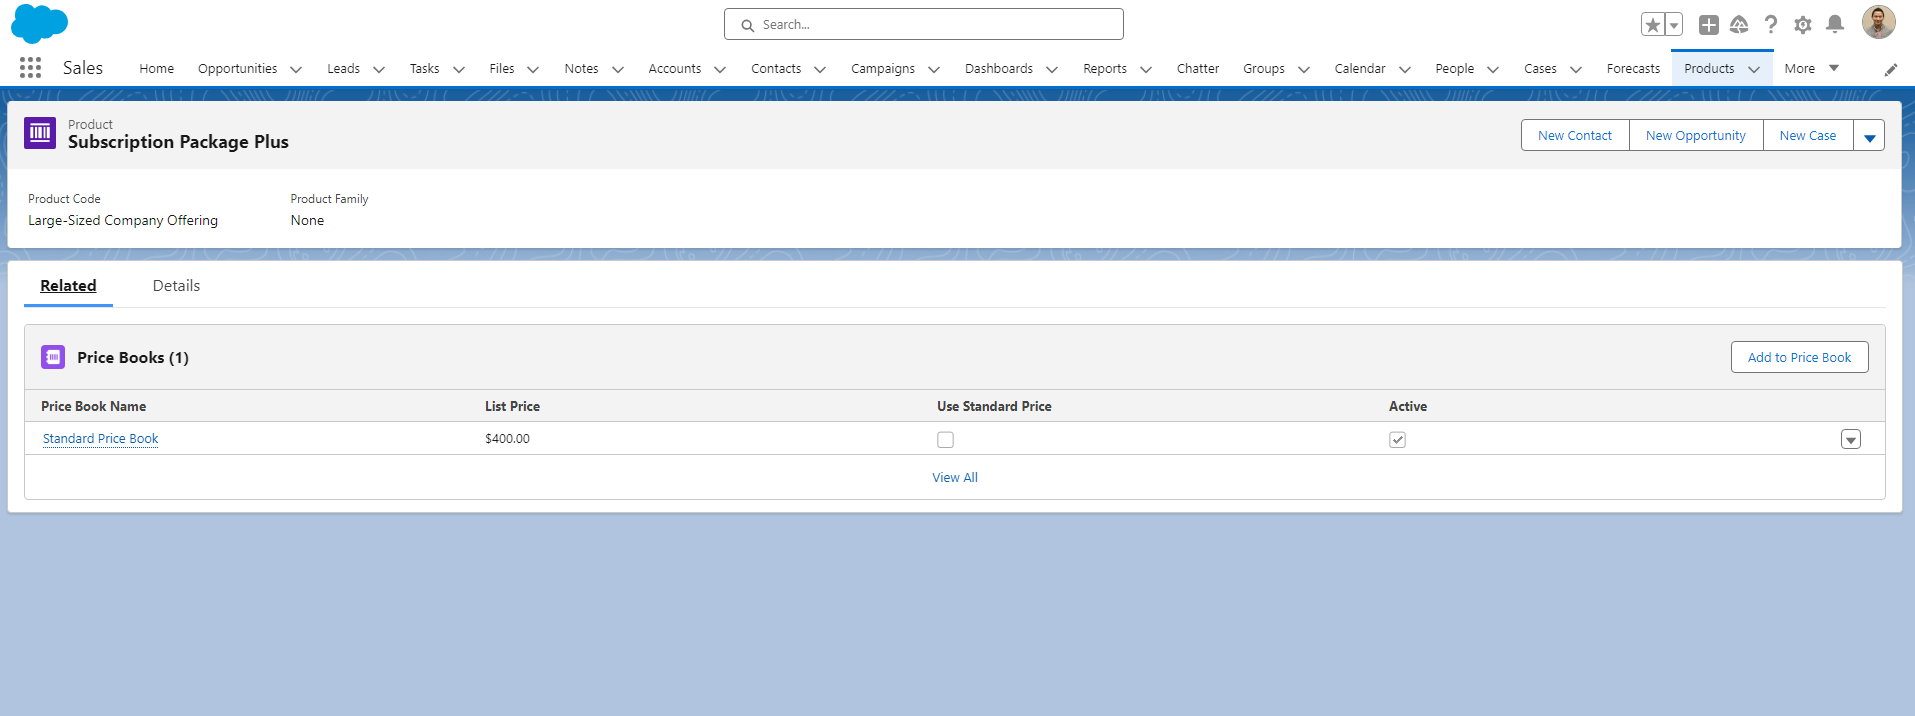 Search...
Sales Home Opportunities Leads Tasks Files Notes Accounts Contacts Campaigns Dashboards Reports Chatter Groups Calendar People Cases Forecasts Products More
Product
Subscription Package Plus
New Contact New Opportunity New Case
Product Code Product Family
Large-Sized Company Offering None
Related Details
Price Books (1) Add to Price Book
Price Book Name List Price Use Standard Price Active
Standard Price Book $400.00
View All